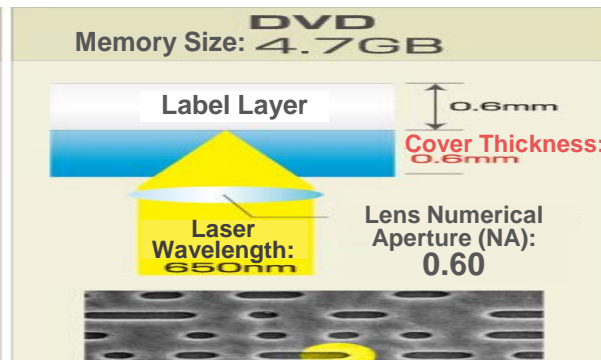 DVD
Memory Size: 4.7GB
Label Layer
0.6mm
Cover Thickness:
0.6mm
Laser
Wavelength:
650nm
Lens Numerical
Aperture (NA):
0.60